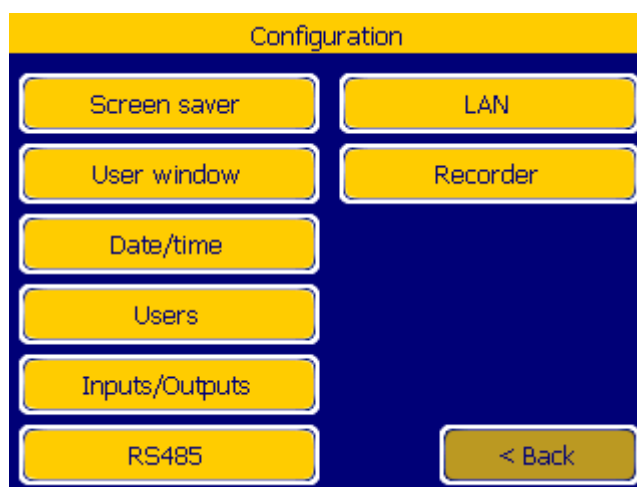 Configuration
Screen saver
LAN
User window
Recorder
Date/time
Users
Inputs/Outputs
RS485
< Back